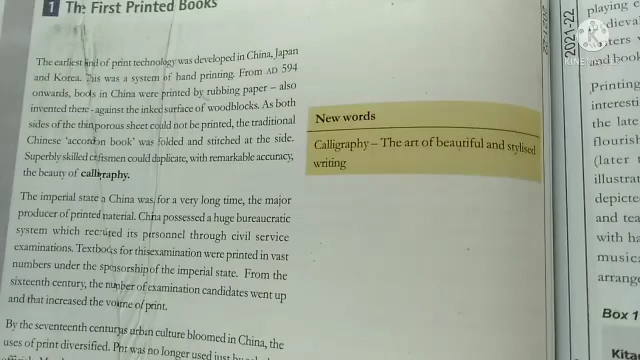 1 The First Printed Books
The earliest kind of print technology was developed in China, Japan
and Korea. This was a system of hand printing. From AD 594
onwards, books in China were printed by rubbing paper – also
invented there – against the inked surface of woodblocks. As both
sides of the thin, porous sheet could not be printed, the traditional
Chinese ‘accordion book’ was folded and stitched at the side.
Superbly skilled craftsmen could duplicate, with remarkable accuracy,
the beauty of calligraphy.
The imperial state in China was, for a very long time, the major
producer of printed material. China possessed a huge bureaucratic
system which recruited its personnel through civil service
examinations. Textbooks for this examination were printed in vast
numbers under the sponsorship of the imperial state. From the
sixteenth century, the number of examination candidates went up
and that increased the volume of print.
By the seventeenth century, as urban culture bloomed in China, the
uses of print diversified. Print was no longer used just by
New words
Calligraphy – The art of beautiful and stylised
writing
2021-22
2021-22
playing c
and book
Printing
interesti
the late
flourish
(later t
illustrat
depicte
and tea
with ha
music
arrange
Box 1
Kita